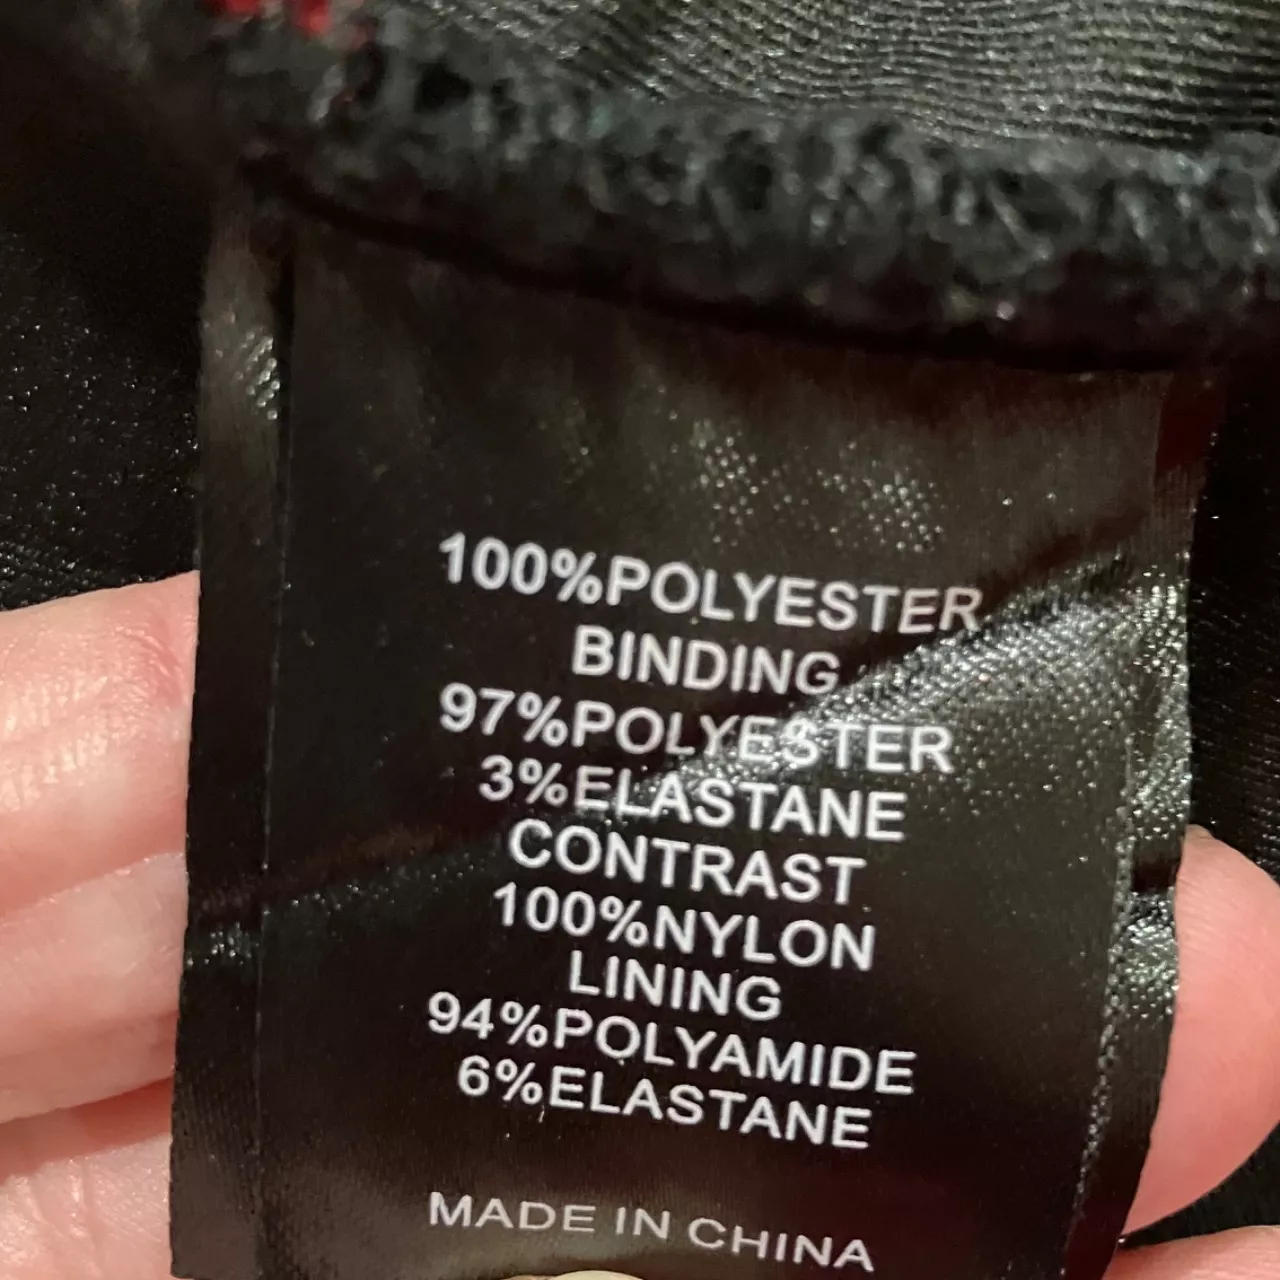 100%POLYESTER
BINDING
97%POLYESTER
3%ELASTANE
CONTRAST
100%NYLON
LINING
94%POLYAMIDE
6%ELASTANE
MADE IN CHINA